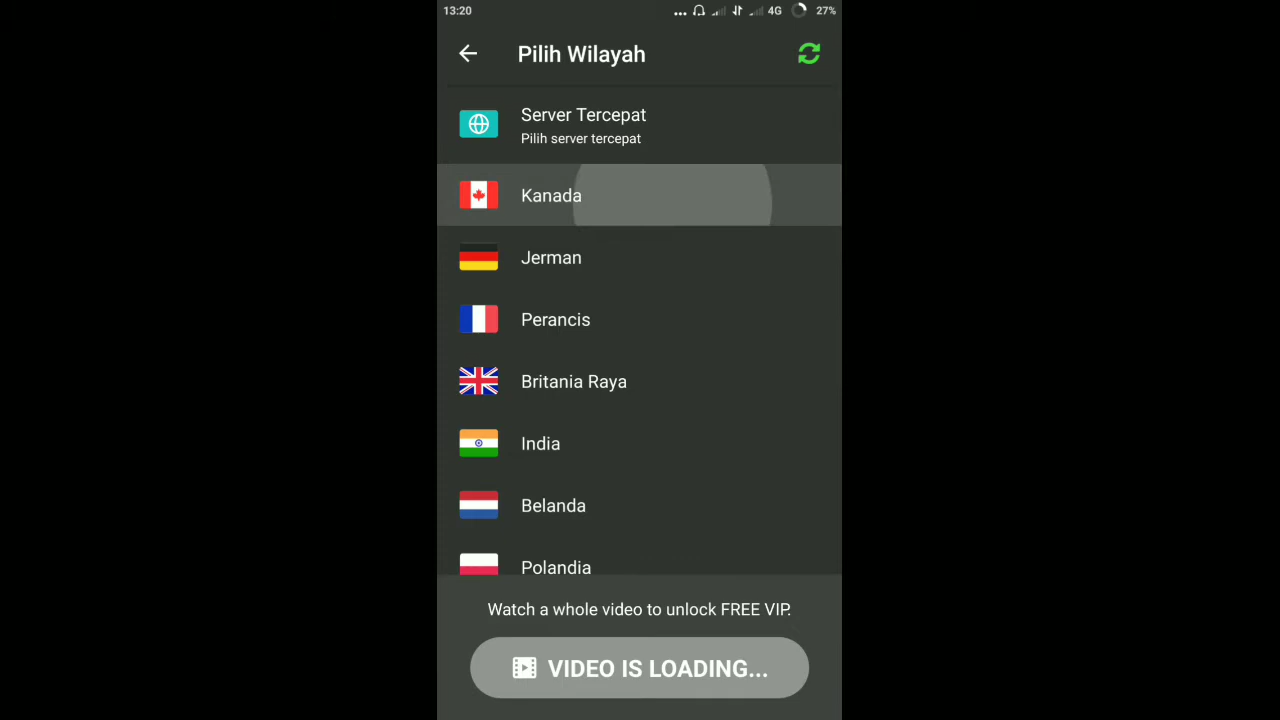 13:20
4G
27%
Pilih Wilayah
Server Tercepat
Pilih server tercepat
Kanada
Jerman
Perancis
Britania Raya
India
Belanda
Polandia
Watch a whole video to unlock FREE VIP.
VIDEO IS LOADING...